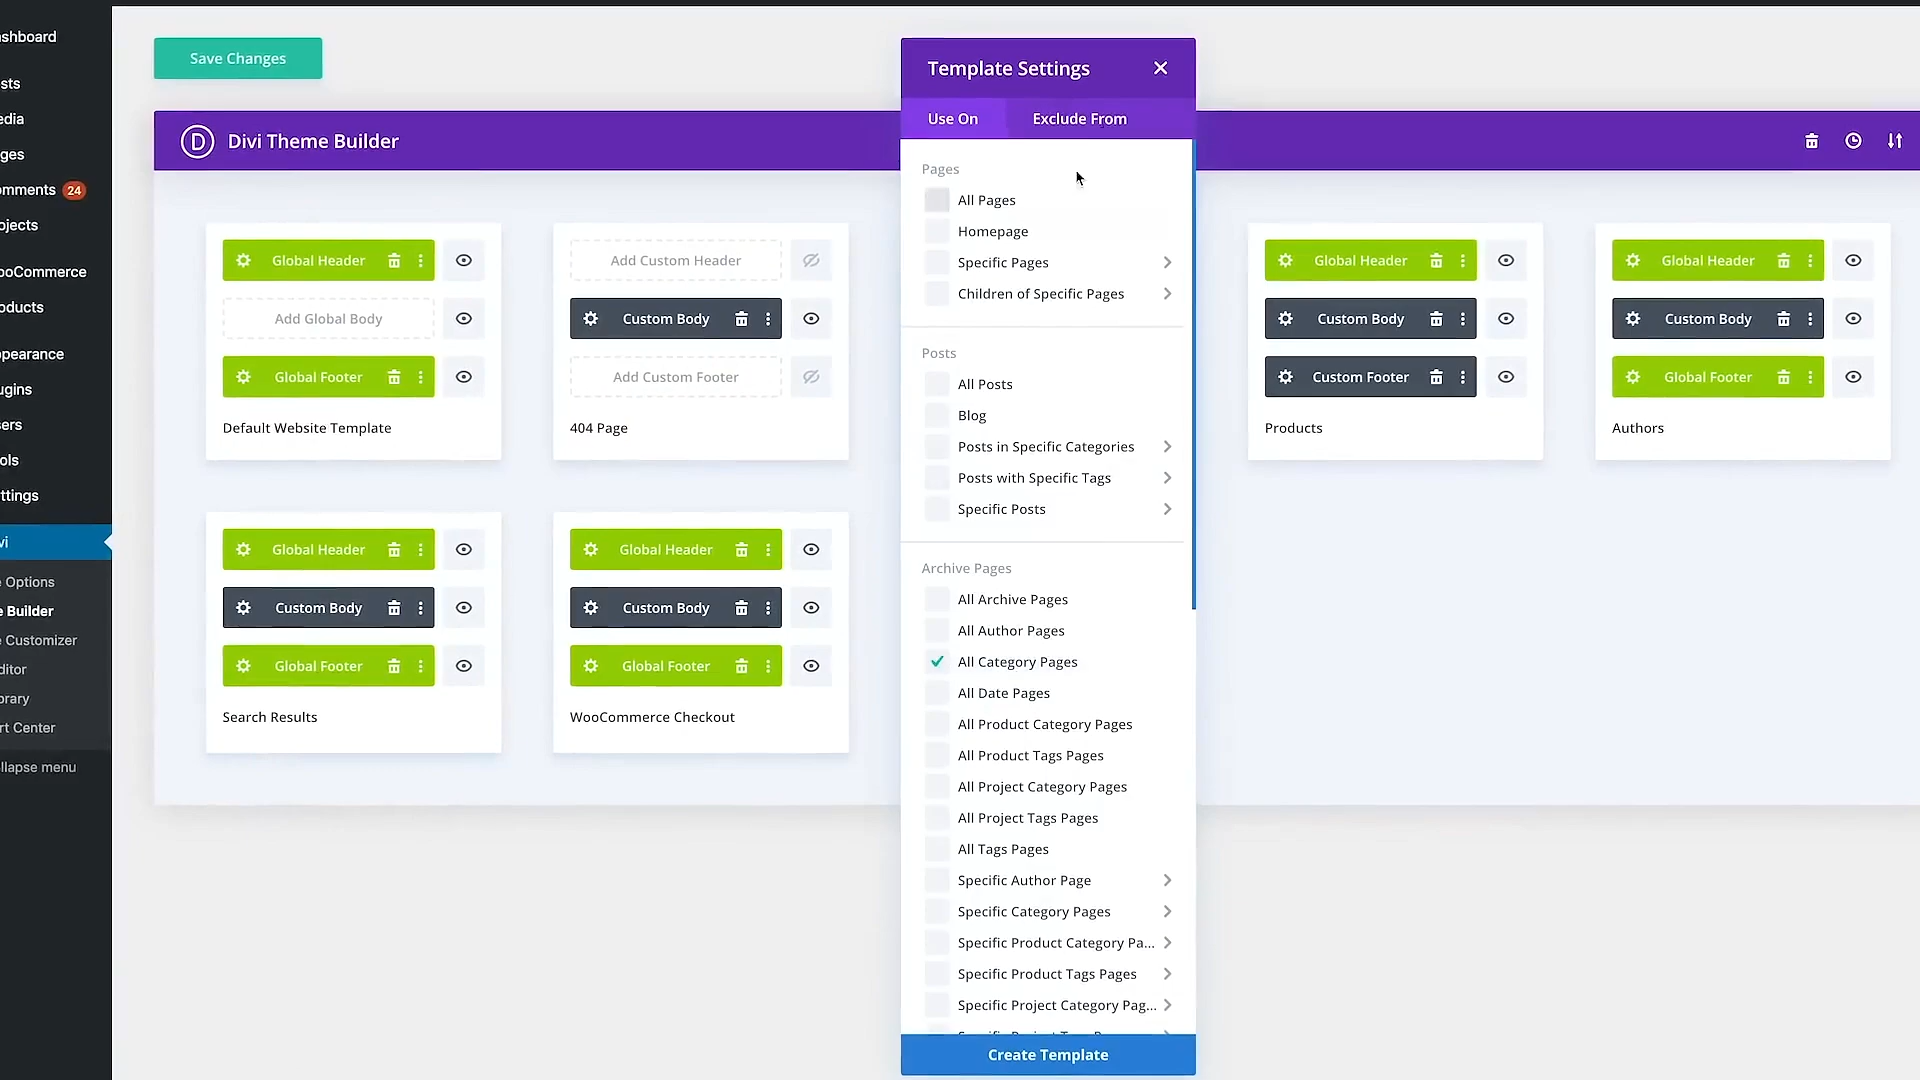 shboard
sts
edia
ges
omments 24
ojects
ooCommerce
oducts
ppearance
ugins
sers
ols
ttings
vi
e Options
e Builder
e Customizer
ditor
brary
rt Center
llapse menu
Save Changes
D Divi Theme Builder
Global Header
Add Global Body
Global Footer
Default Website Template
Add Custom Header
Custom Body
Add Custom Footer
404 Page
Global Header
Custom Body
Custom Footer
Products
Global Header
Custom Body
Global Footer
Authors
Global Header
Custom Body
Global Footer
Search Results
Global Header
Custom Body
Global Footer
WooCommerce Checkout
Template Settings
Use On
Exclude From
Pages
All Pages
Homepage
Specific Pages
Children of Specific Pages
Posts
All Posts
Blog
Posts in Specific Categories
Posts with Specific Tags
Specific Posts
Archive Pages
All Archive Pages
All Author Pages
All Category Pages
All Date Pages
All Product Category Pages
All Product Tags Pages
All Project Category Pages
All Project Tags Pages
All Tags Pages
Specific Author Page
Specific Category Pages
Specific Product Category Pa...
Specific Product Tags Pages
Specific Project Category Pag...
Create Template